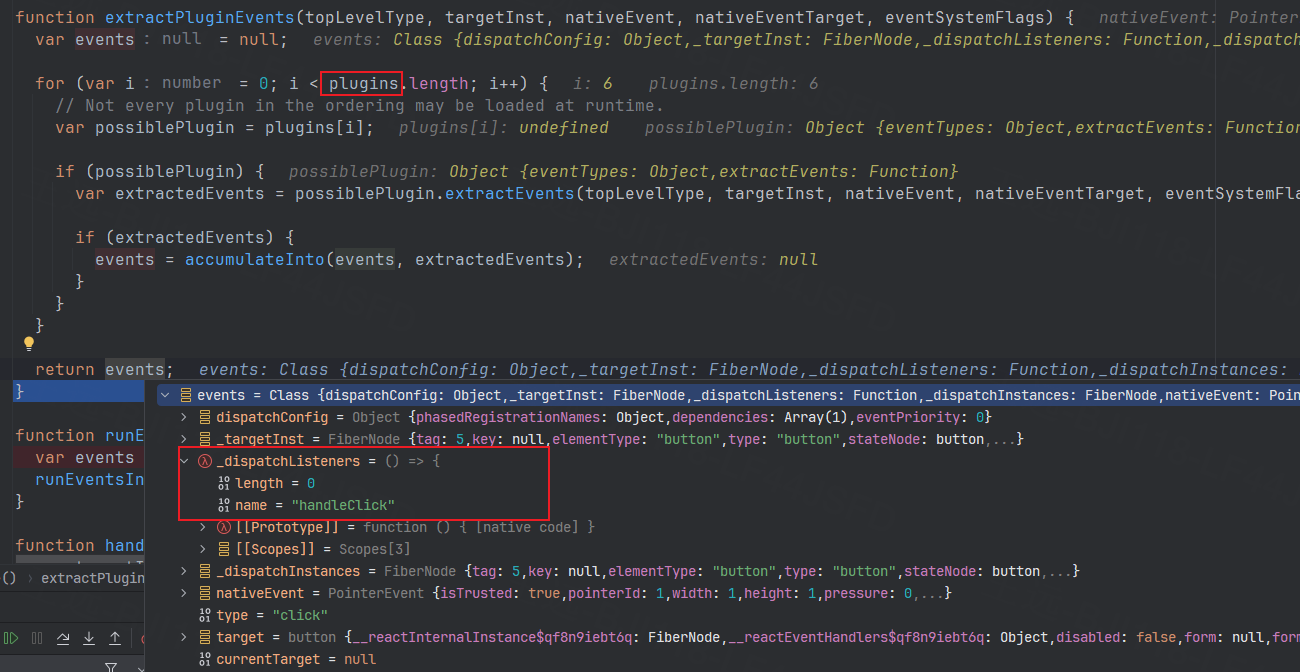 function extractPluginEvents(topLevelType, targetInst, nativeEvent, nativeEventTarget, eventSystemFlags) {  nativeEvent: Pointer
var events : null  = null;  events: Class {dispatchConfig: Object,_targetInst: FiberNode,_dispatchListeners: Function,_dispatch
for (var i : number  = 0; i < plugins.length; i++) {  i: 6  plugins.length: 6
// Not every plugin in the ordering may be loaded at runtime.
var possiblePlugin = plugins[i];  plugins[i]: undefined  possiblePlugin: Object {eventTypes: Object,extractEvents: Function
if (possiblePlugin) {  possiblePlugin: Object {eventTypes: Object,extractEvents: Function}
var extractedEvents = possiblePlugin.extractEvents(topLevelType, targetInst, nativeEvent, nativeEventTarget, eventSystemFla
if (extractedEvents) {
events = accumulateInto(events, extractedEvents);  extractedEvents: null
}
}
}
return events;  events: Class {dispatchConfig: Object,_targetInst: FiberNode,_dispatchListeners: Function,_dispatchInstances:
}
events = Class {dispatchConfig: Object,_targetInst: FiberNode,_dispatchListeners: Function,_dispatchInstances: FiberNode,nativeEvent: Poin
dispatchConfig = Object {phasedRegistrationNames: Object,dependencies: Array(1),eventPriority: 0}
_targetInst = FiberNode {tag: 5,key: null,elementType: "button",type: "button",stateNode: button,...}
_dispatchListeners = () => {
length = 0
name = "handleClick"
[[Prototype]] = function () { [native code] }
[[Scopes]] = Scopes[3]
_dispatchInstances = FiberNode {tag: 5,key: null,elementType: "button",type: "button",stateNode: button,...}
nativeEvent = PointerEvent {isTrusted: true,pointerId: 1,width: 1,height: 1,pressure: 0,...}
type = "click"
target = button {__reactInternalInstance$qf8n9iebt6q: FiberNode,__reactEventHandlers$qf8n9iebt6q: Object,disabled: false,form: null,form
currentTarget = null
function runE
var events
runEventsIn
}
function hand
() › extractPlugin